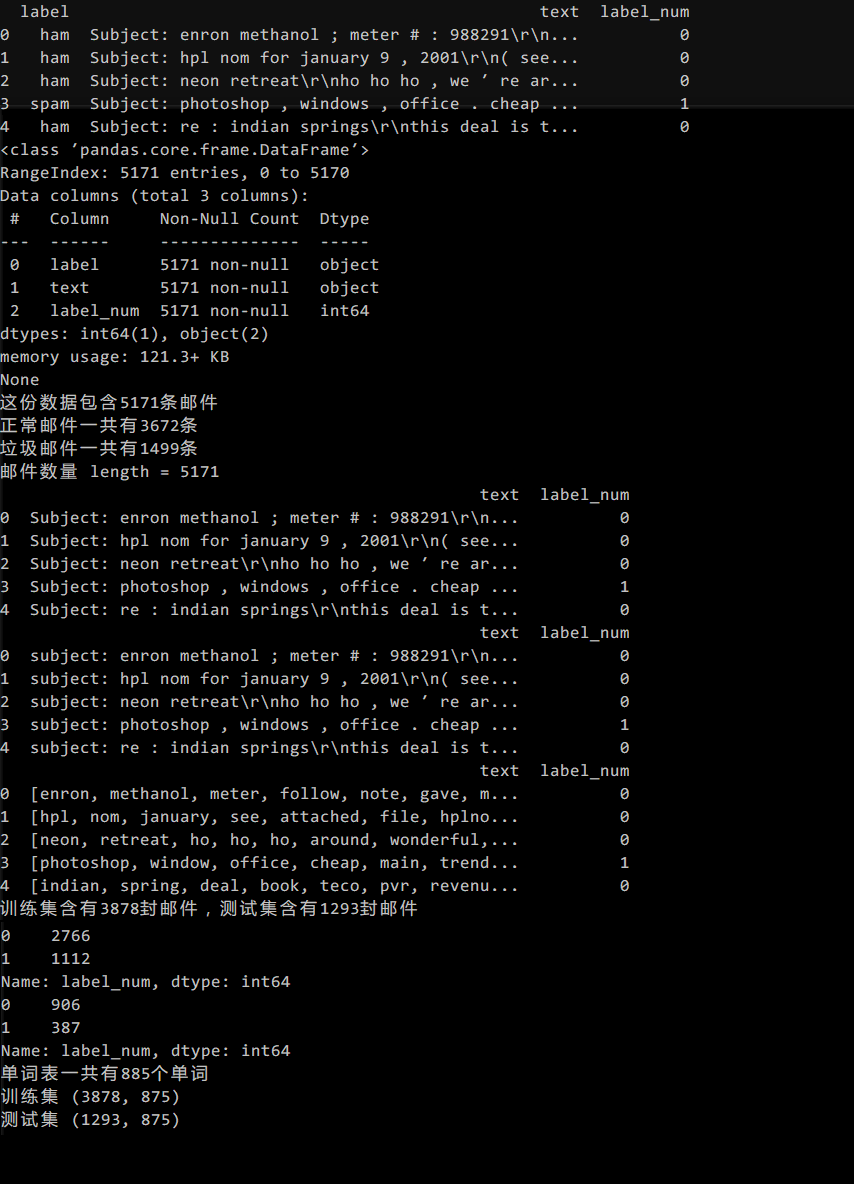 label text label_num
0 ham Subject: enron methanol ; meter # : 988291\r\n... 0
1 ham Subject: hpl nom for january 9 , 2001\r\n( see... 0
2 ham Subject: neon retreat\r\nho ho ho , we ' re ar... 0
3 spam Subject: photoshop , windows , office . cheap ... 1
4 ham Subject: re : indian springs\r\nthis deal is t... 0
<class 'pandas.core.frame.DataFrame'>
RangeIndex: 5171 entries, 0 to 5170
Data columns (total 3 columns):
# Column Non-Null Count Dtype
--- ------ -------------- -----
0 label 5171 non-null object
1 text 5171 non-null object
2 label_num 5171 non-null int64
dtypes: int64(1), object(2)
memory usage: 121.3+ KB
None
这份数据包含5171条邮件
正常邮件一共有3672条
垃圾邮件一共有1499条
邮件数量 length = 5171
text label_num
0 Subject: enron methanol ; meter # : 988291\r\n... 0
1 Subject: hpl nom for january 9 , 2001\r\n( see... 0
2 Subject: neon retreat\r\nho ho ho , we ' re ar... 0
3 Subject: photoshop , windows , office . cheap ... 1
4 Subject: re : indian springs\r\nthis deal is t... 0
text label_num
0 subject: enron methanol ; meter # : 988291\r\n... 0
1 subject: hpl nom for january 9 , 2001\r\n( see... 0
2 subject: neon retreat\r\nho ho ho , we ' re ar... 0
3 subject: photoshop , windows , office . cheap ... 1
4 subject: re : indian springs\r\nthis deal is t... 0
text label_num
0 [enron, methanol, meter, follow, note, gave, m... 0
1 [hpl, nom, january, see, attached, file, hplno... 0
2 [neon, retreat, ho, ho, ho, around, wonderful,... 0
3 [photoshop, window, office, cheap, main, trend... 1
4 [indian, spring, deal, book, teco, pvr, revenu... 0
训练集含有3878封邮件，测试集含有1293封邮件
0 2766
1 1112
Name: label_num, dtype: int64
0 906
1 387
Name: label_num, dtype: int64
单词表一共有885个单词
训练集 (3878, 875)
测试集 (1293, 875)